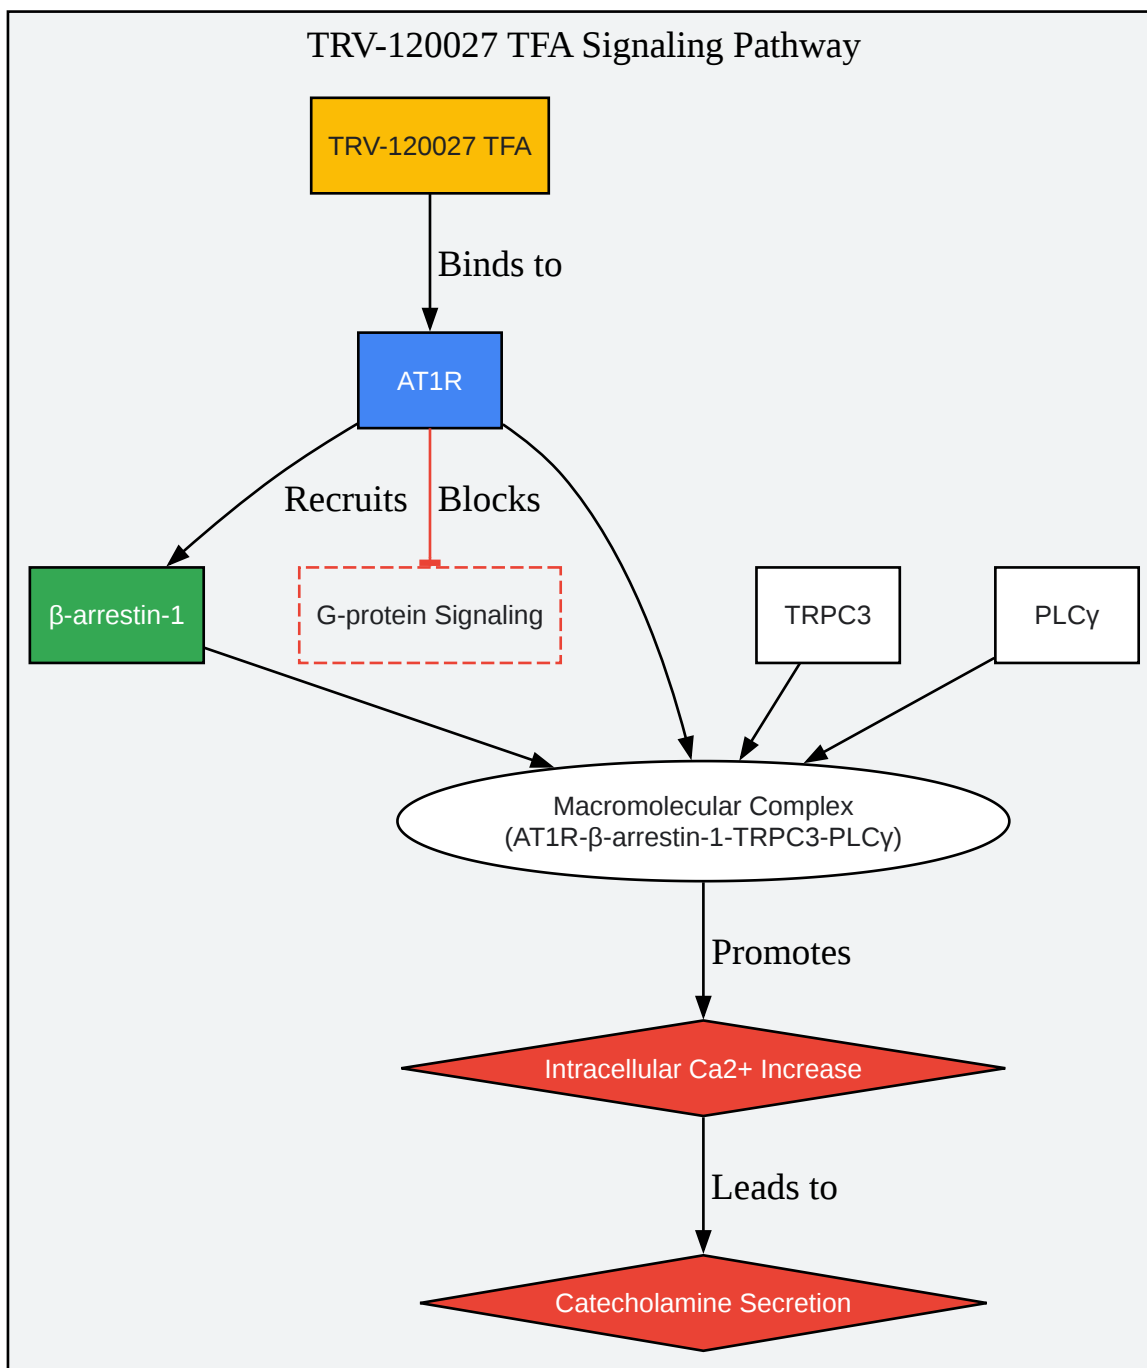 TRV-120027 TFA Signaling Pathway
TRV-120027 TFA
Binds to
AT1R
Recruits
Blocks
β-arrestin-1
G-protein Signaling
TRPC3
PLCγ
Macromolecular Complex
(AT1R-β-arrestin-1-TRPC3-PLCγ)
Promotes
Intracellular Ca2+ Increase
Leads to
Catecholamine Secretion